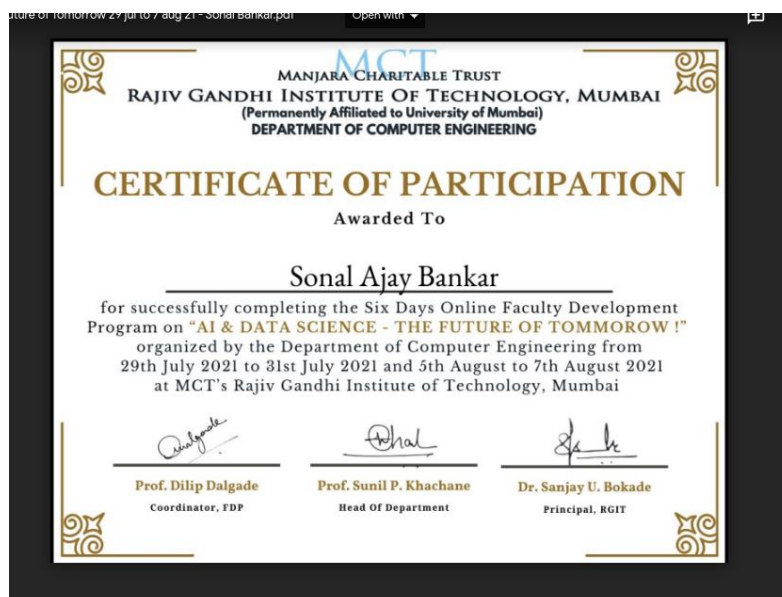 uture of Tomorrow 29 jul to 7 aug 21 - Sonal Bankar.pdf Open with
MCT
MANJARA CHARITABLE TRUST
RAJIV GANDHI INSTITUTE OF TECHNOLOGY, MUMBAI
(Permanently Affiliated to University of Mumbai)
DEPARTMENT OF COMPUTER ENGINEERING
CERTIFICATE OF PARTICIPATION
Awarded To
Sonal Ajay Bankar
for successfully completing the Six Days Online Faculty Development
Program on “AI & DATA SCIENCE - THE FUTURE OF TOMMOROW !”
organized by the Department of Computer Engineering from
29th July 2021 to 31st July 2021 and 5th August to 7th August 2021
at MCT's Rajiv Gandhi Institute of Technology, Mumbai
Prof. Dilip Dalgade Prof. Sunil P. Khachane Dr. Sanjay U. Bokade
Coordinator, FDP Head Of Department Principal, RGIT